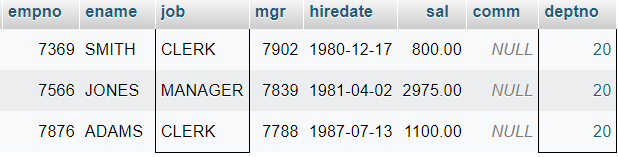 empno ename job mgr hiredate sal comm deptno
7369 SMITH CLERK 7902 1980-12-17 800.00 NULL 20
7566 JONES MANAGER 7839 1981-04-02 2975.00 NULL 20
7876 ADAMS CLERK 7788 1987-07-13 1100.00 NULL 20